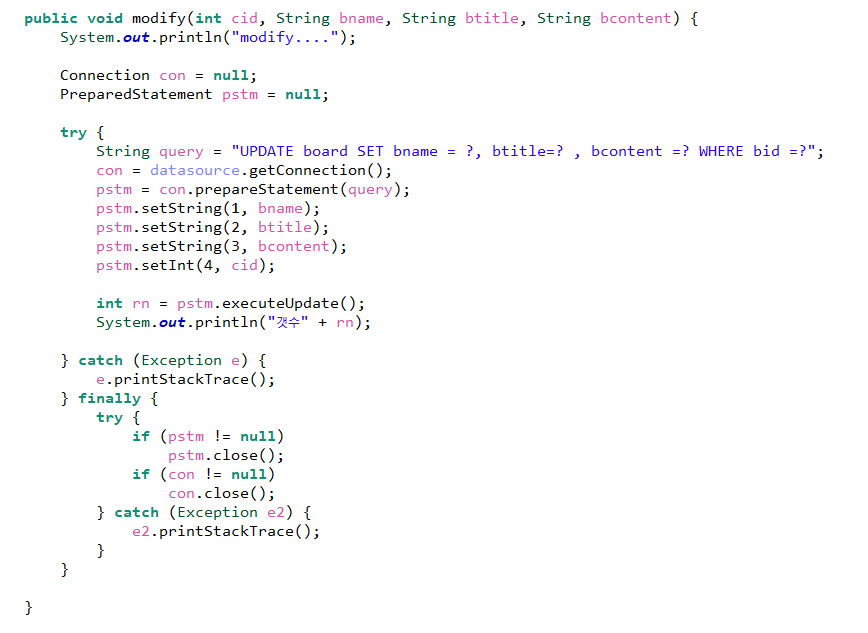 public void modify(int cid, String bname, String btitle, String bcontent) {
System.out.println("modify....");
Connection con = null;
PreparedStatement pstm = null;
try {
String query = "UPDATE board SET bname = ?, btitle=? , bcontent =? WHERE bid =?";
con = datasource.getConnection();
pstm = con.prepareStatement(query);
pstm.setString(1, bname);
pstm.setString(2, btitle);
pstm.setString(3, bcontent);
pstm.setInt(4, cid);
int rn = pstm.executeUpdate();
System.out.println("갯수" + rn);
} catch (Exception e) {
e.printStackTrace();
} finally {
try {
if (pstm != null)
pstm.close();
if (con != null)
con.close();
} catch (Exception e2) {
e2.printStackTrace();
}
}
}